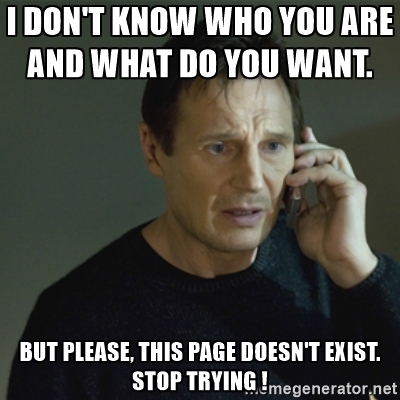 I DON'T KNOW WHO YOU ARE
AND WHAT DO YOU WANT.
BUT PLEASE, THIS PAGE DOESN'T EXIST.
STOP TRYING !
memegenerator.net